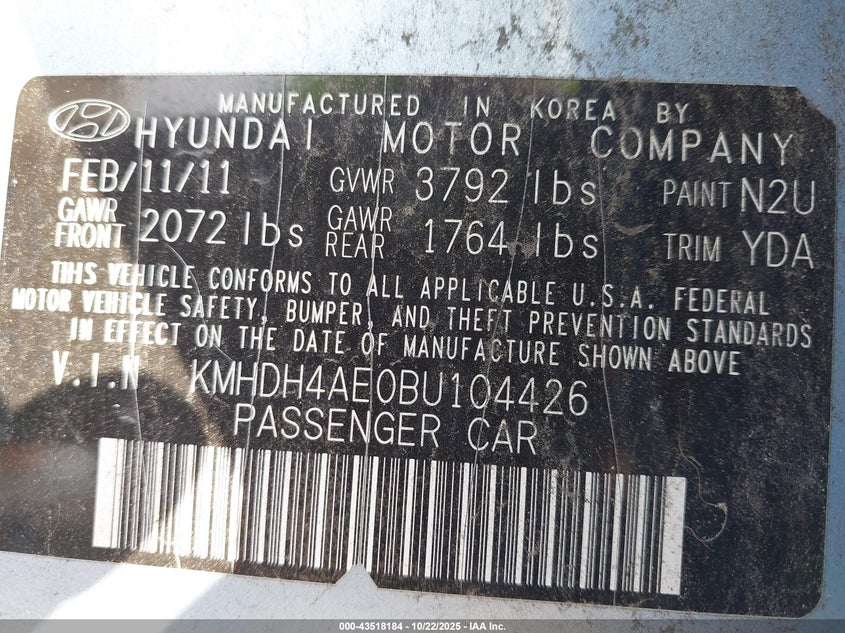 MANUFACTURED IN KOREA BY
HYUNDAI MOTOR COMPANY
FEB/11/11 GVWR 3792 lbs PAINT N2U
GAWR FRONT 2072 lbs GAWR REAR 1764 lbs TRIM YDA
THIS VEHICLE CONFORMS TO ALL APPLICABLE U.S.A. FEDERAL
MOTOR VEHICLE SAFETY, BUMPER, AND THEFT PREVENTION STANDARDS
IN EFFECT ON THE DATE OF MANUFACTURE SHOWN ABOVE
V.I.N KMHDH4AE0BU104426
PASSENGER CAR
000-43518184 - 10/22/2025 - IAA Inc.